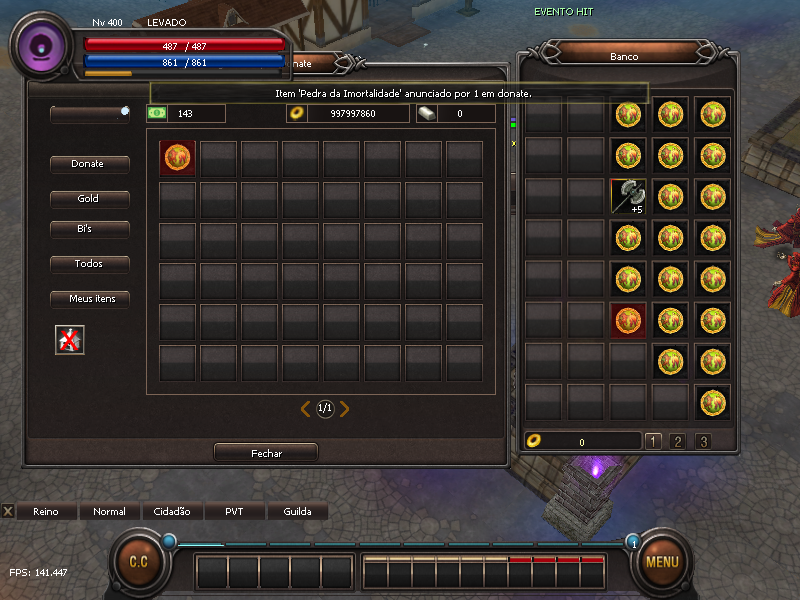 Nv 400 LEVADO
EVENTO HIT
487 / 487
861 / 861
nate
Banco
Item 'Pedra da Imortalidade' anunciado por 1 em donate.
143
997997860
0
Donate
Gold
Bi's
Todos
Meus itens
+5
1/1
Fechar
0
1
2
3
X
Reino
Normal
Cidadão
PVT
Guilda
C.C
1
MENU
FPS: 141.447